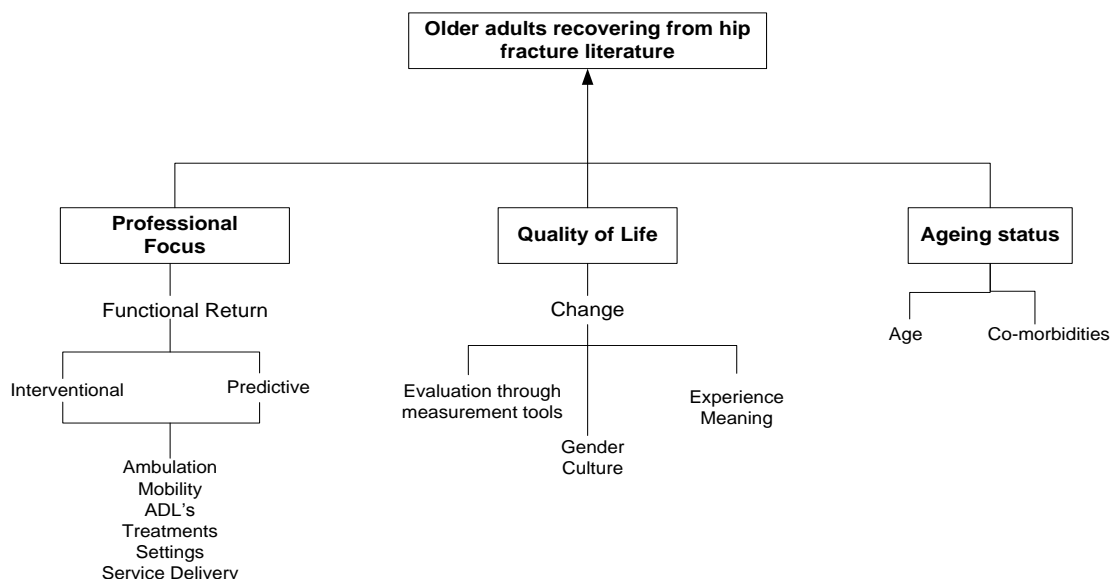 Older adults recovering from hip
fracture literature
Professional
Focus
Quality of Life
Ageing status
Functional Return
Change
Age
Co-morbidities
Interventional
Predictive
Evaluation through
measurement tools
Experience
Meaning
Gender
Culture
Ambulation
Mobility
ADL's
Treatments
Settings
Service Delivery